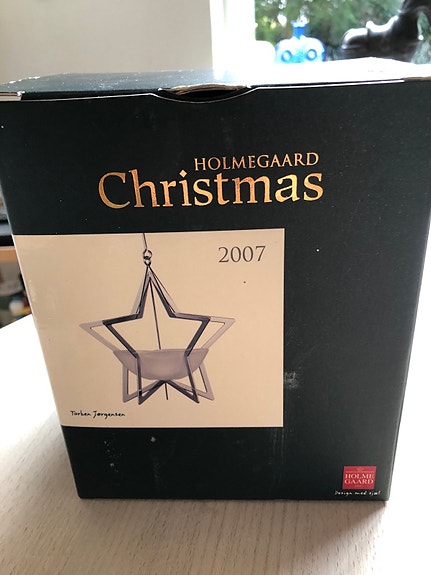 HOLMEGAARD
Christmas
2007
Torben Jørgensen
HOLME
GAARD
Design med sjæl